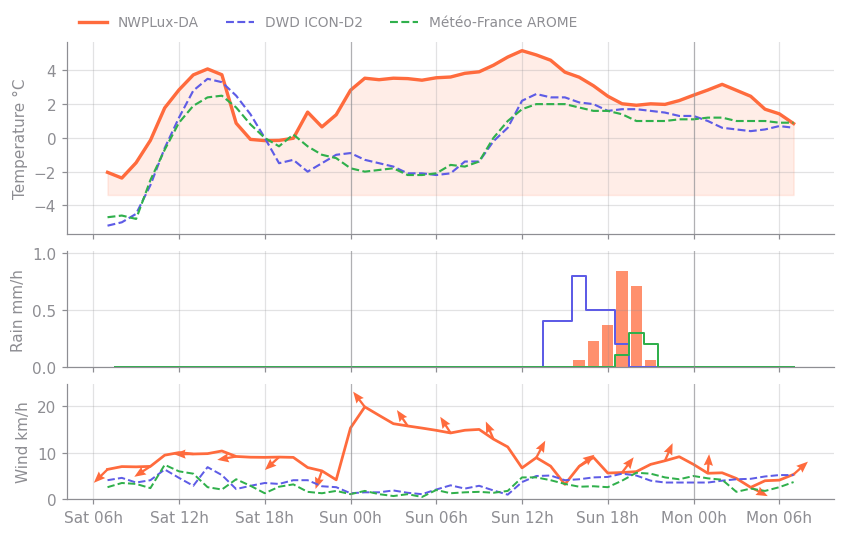 NWPLux-DA DWD ICON-D2 Météo-France AROME
Temperature °C
4
2
0
−2
−4
Rain mm/h
1.0
0.5
0.0
Wind km/h
20
10
0
Sat 06h Sat 12h Sat 18h Sun 00h Sun 06h Sun 12h Sun 18h Mon 00h Mon 06h